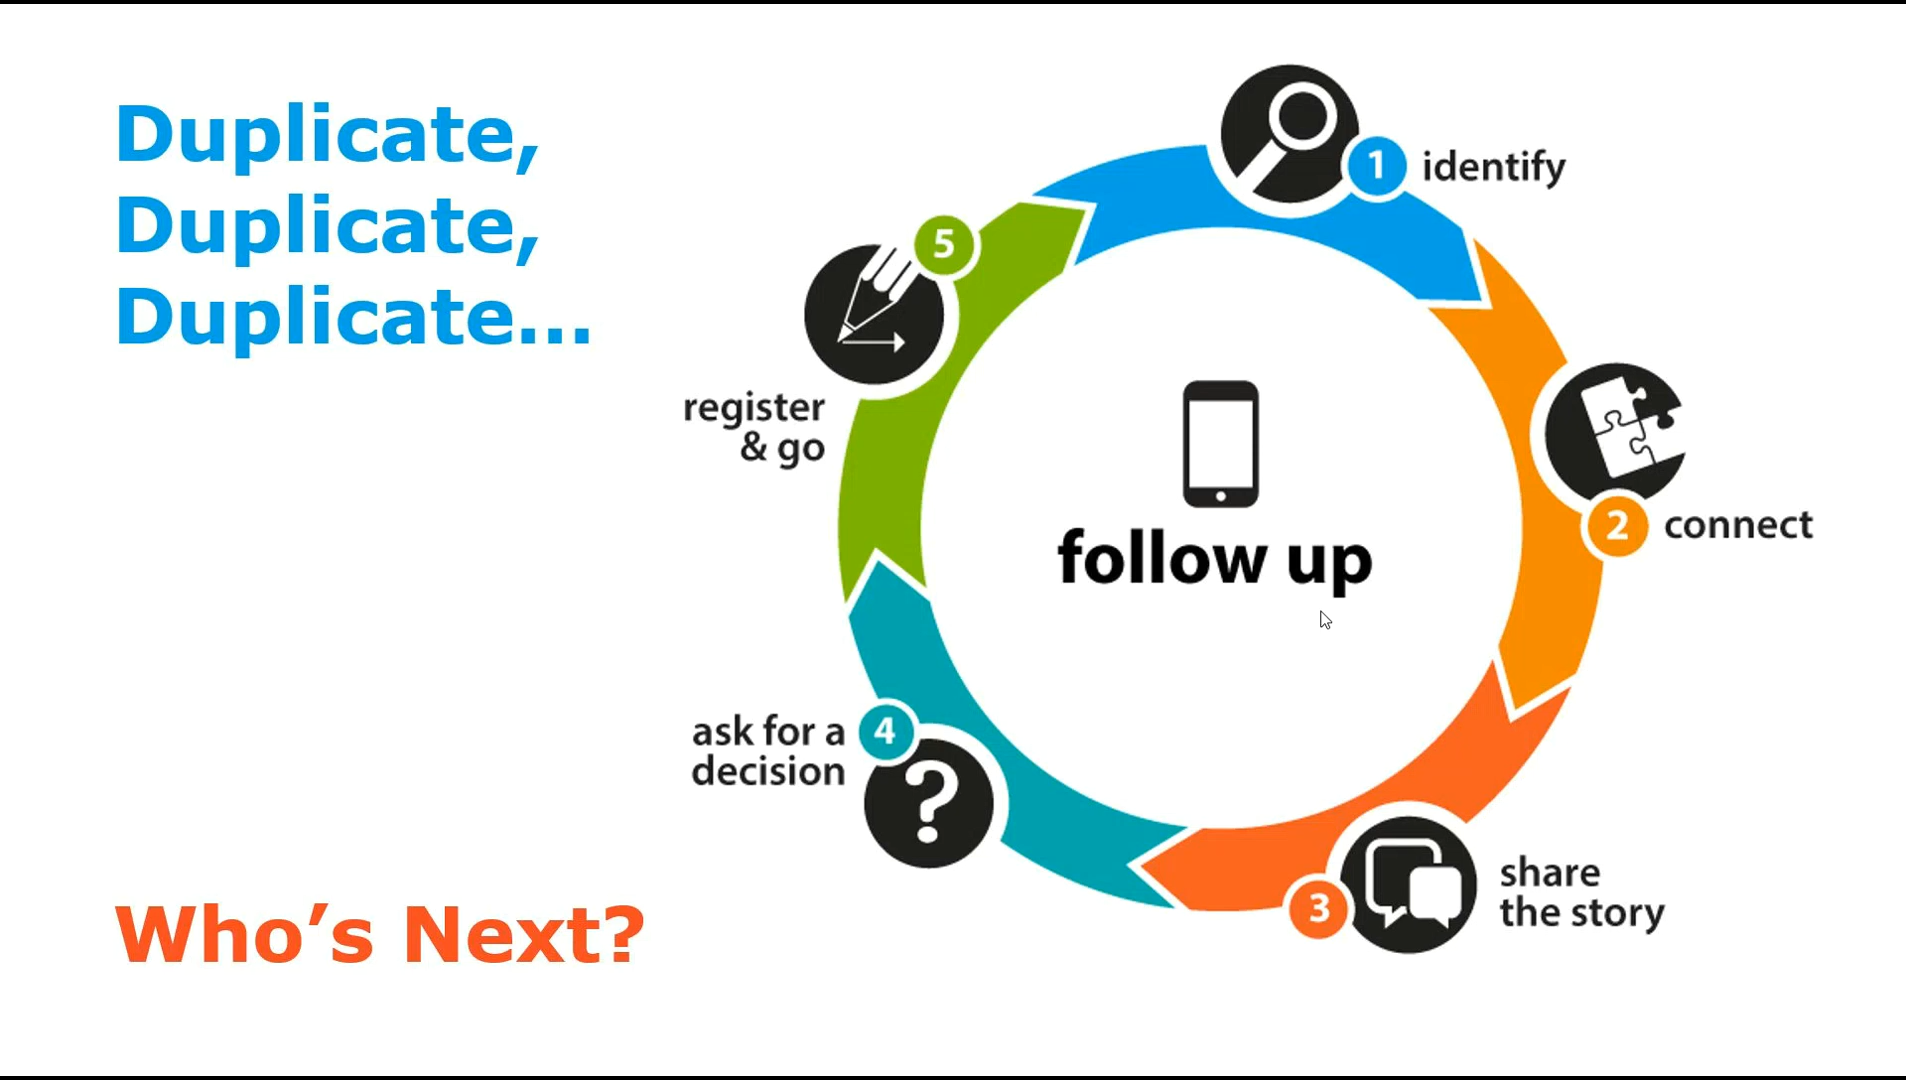 Duplicate,
Duplicate,
Duplicate...
Who’s Next?
1 identify
2 connect
3 share
the story
4 ask for a
decision
5
register
& go
follow up